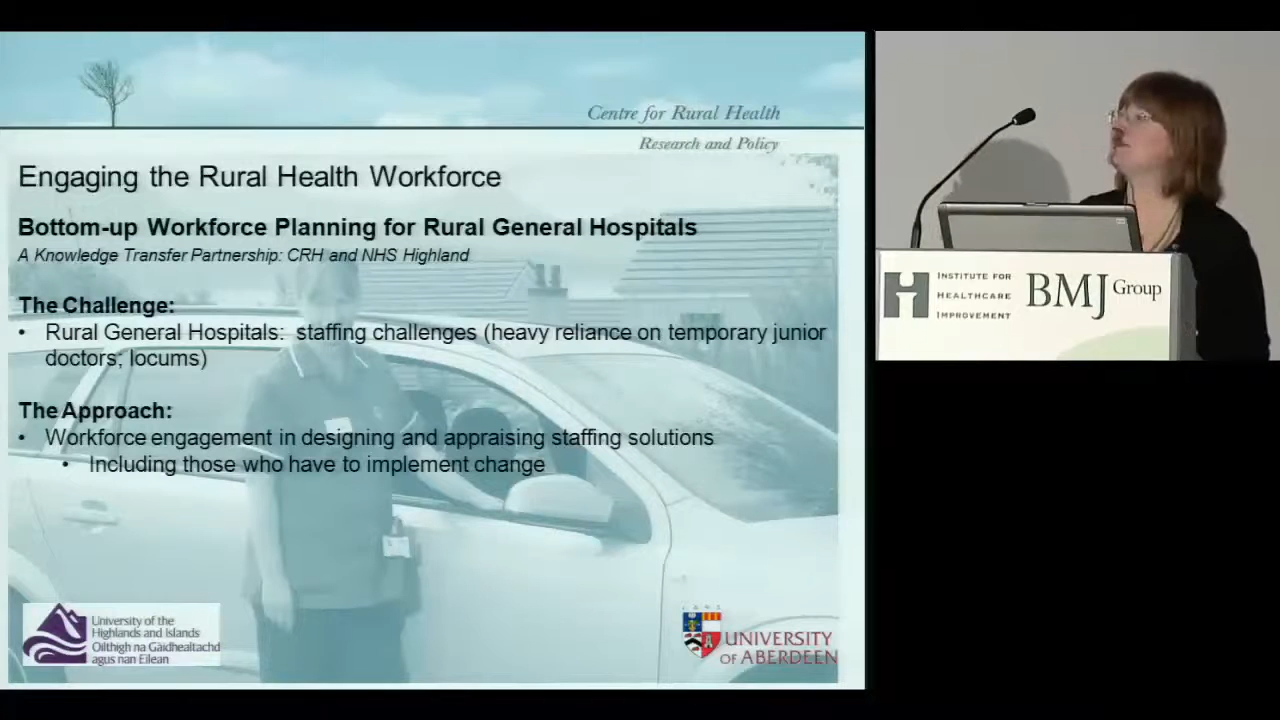 Centre for Rural Health
Research and Policy
Engaging the Rural Health Workforce
Bottom-up Workforce Planning for Rural General Hospitals
A Knowledge Transfer Partnership: CRH and NHS Highland
The Challenge:
• Rural General Hospitals: staffing challenges (heavy reliance on temporary junior
doctors; locums)
The Approach:
• Workforce engagement in designing and appraising staffing solutions
• Including those who have to implement change
University of the
Highlands and Islands
Oilthigh na Gàidhealtachd
agus nan Eilean
UNIVERSITY
OF ABERDEEN
INSTITUTE FOR
HEALTHCARE
IMPROVEMENT
BMJ Group